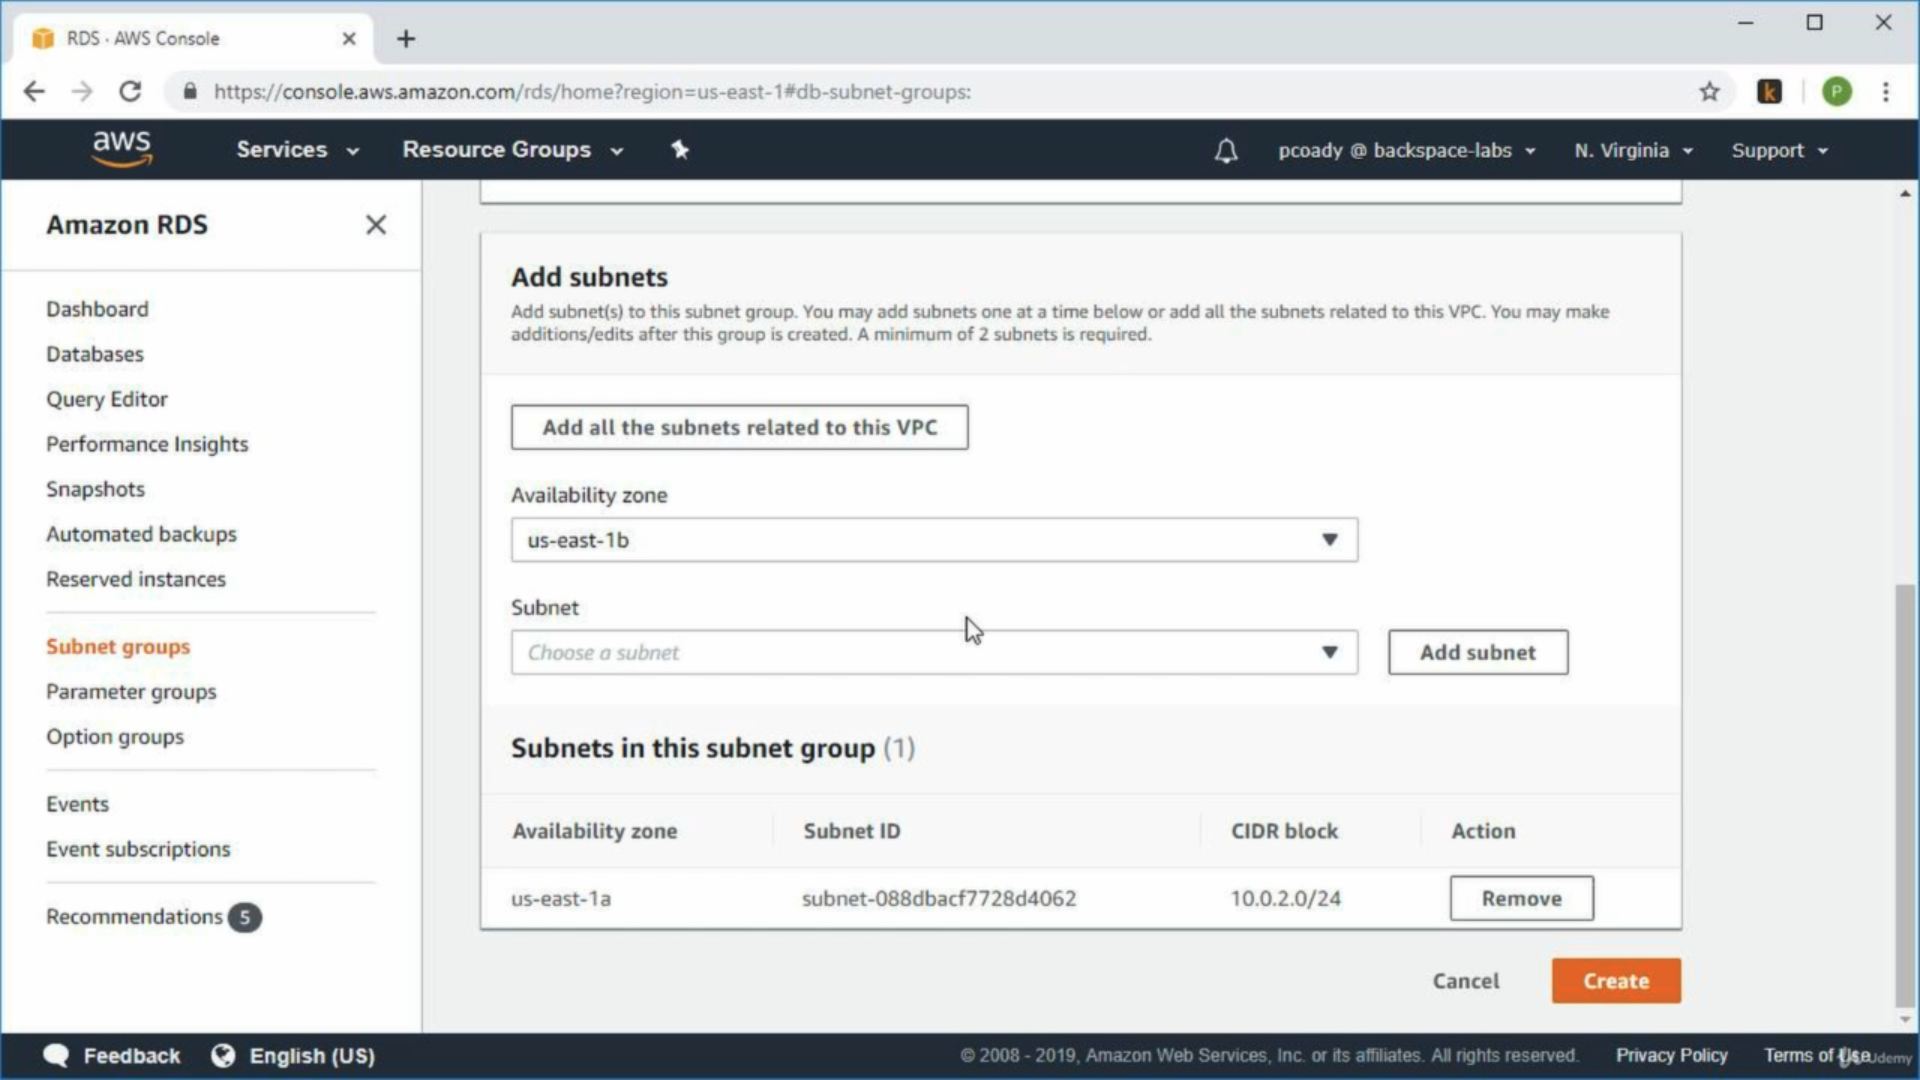 RDS · AWS Console
https://console.aws.amazon.com/rds/home?region=us-east-1#db-subnet-groups:
k
P
aws
Services
Resource Groups
pcoady @ backspace-labs
N. Virginia
Support
Amazon RDS
Dashboard
Databases
Query Editor
Performance Insights
Snapshots
Automated backups
Reserved instances
Subnet groups
Parameter groups
Option groups
Events
Event subscriptions
Recommendations 5
Add subnets
Add subnet(s) to this subnet group. You may add subnets one at a time below or add all the subnets related to this VPC. You may make
additions/edits after this group is created. A minimum of 2 subnets is required.
Add all the subnets related to this VPC
Availability zone
us-east-1b
Subnet
Choose a subnet
Add subnet
Subnets in this subnet group (1)
Availability zone Subnet ID CIDR block Action
us-east-1a subnet-088dbacf7728d4062 10.0.2.0/24 Remove
Cancel
Create
Feedback
English (US)
© 2008 - 2019, Amazon Web Services, Inc. or its affiliates. All rights reserved.
Privacy Policy
Terms of Use
Udemy